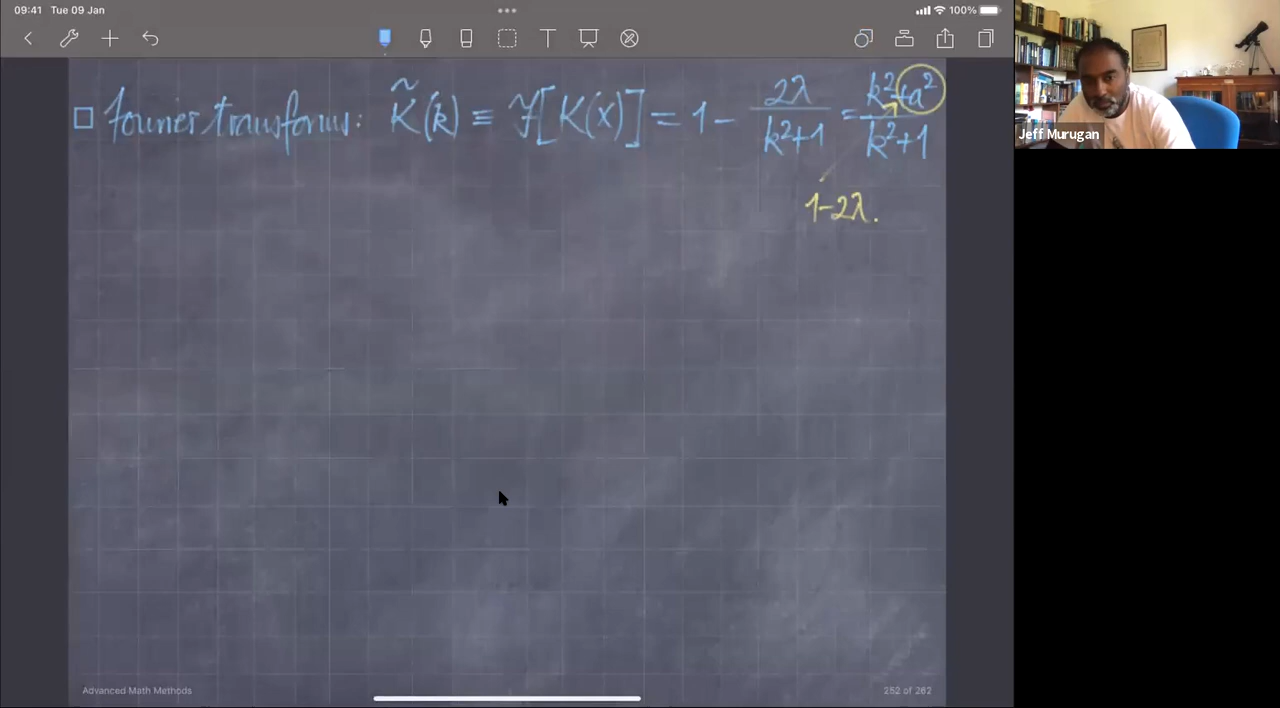 09:41 Tue 09 Jan
100%
□ Fourier transforms: K̃(k) ≡ ℱ[K(x)] = 1 - 2λ/(k²+1) = (k²+a²)/(k²+1)
1-2λ.
Jeff Murugan
Advanced Math Methods
252 of 262